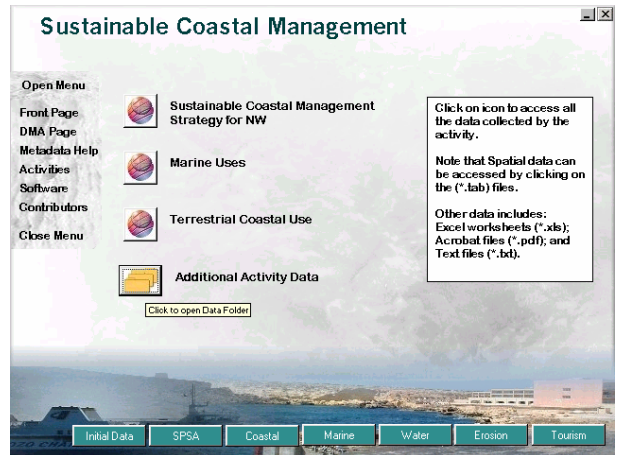 Sustainable Coastal Management
Open Menu
Front Page
DMA Page
Metadata Help
Activities
Software
Contributors
Close Menu
Sustainable Coastal Management
Strategy for NW
Marine Uses
Terrestrial Coastal Use
Additional Activity Data
Click to open Data Folder
Click on icon to access all
the data collected by the
activity.
Note that Spatial data can
be accessed by clicking on
the (*.tab) files.
Other data includes:
Excel worksheets (*.xls);
Acrobat files (*.pdf); and
Text files (*.txt).
Initial Data
SPSA
Coastal
Marine
Water
Erosion
Tourism